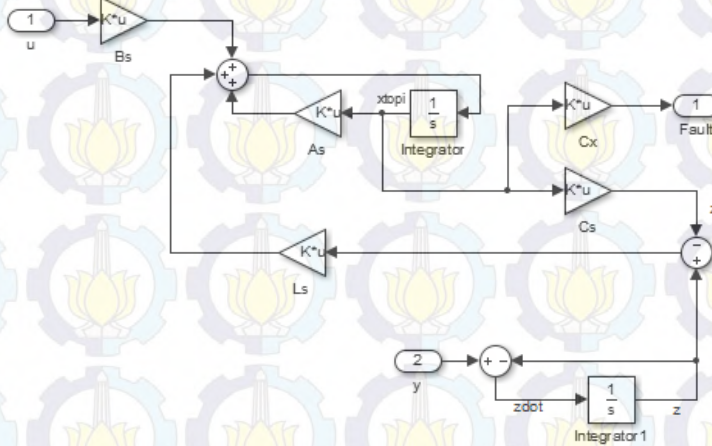 1
u
K*u
Bs
+
+
+
K*u
As
xtopi
1
s
Integrator
K*u
Cx
1
Fault
K*u
Cs
z
−
+
K*u
Ls
2
y
+ −
zdot
1
s
Integrator1
z